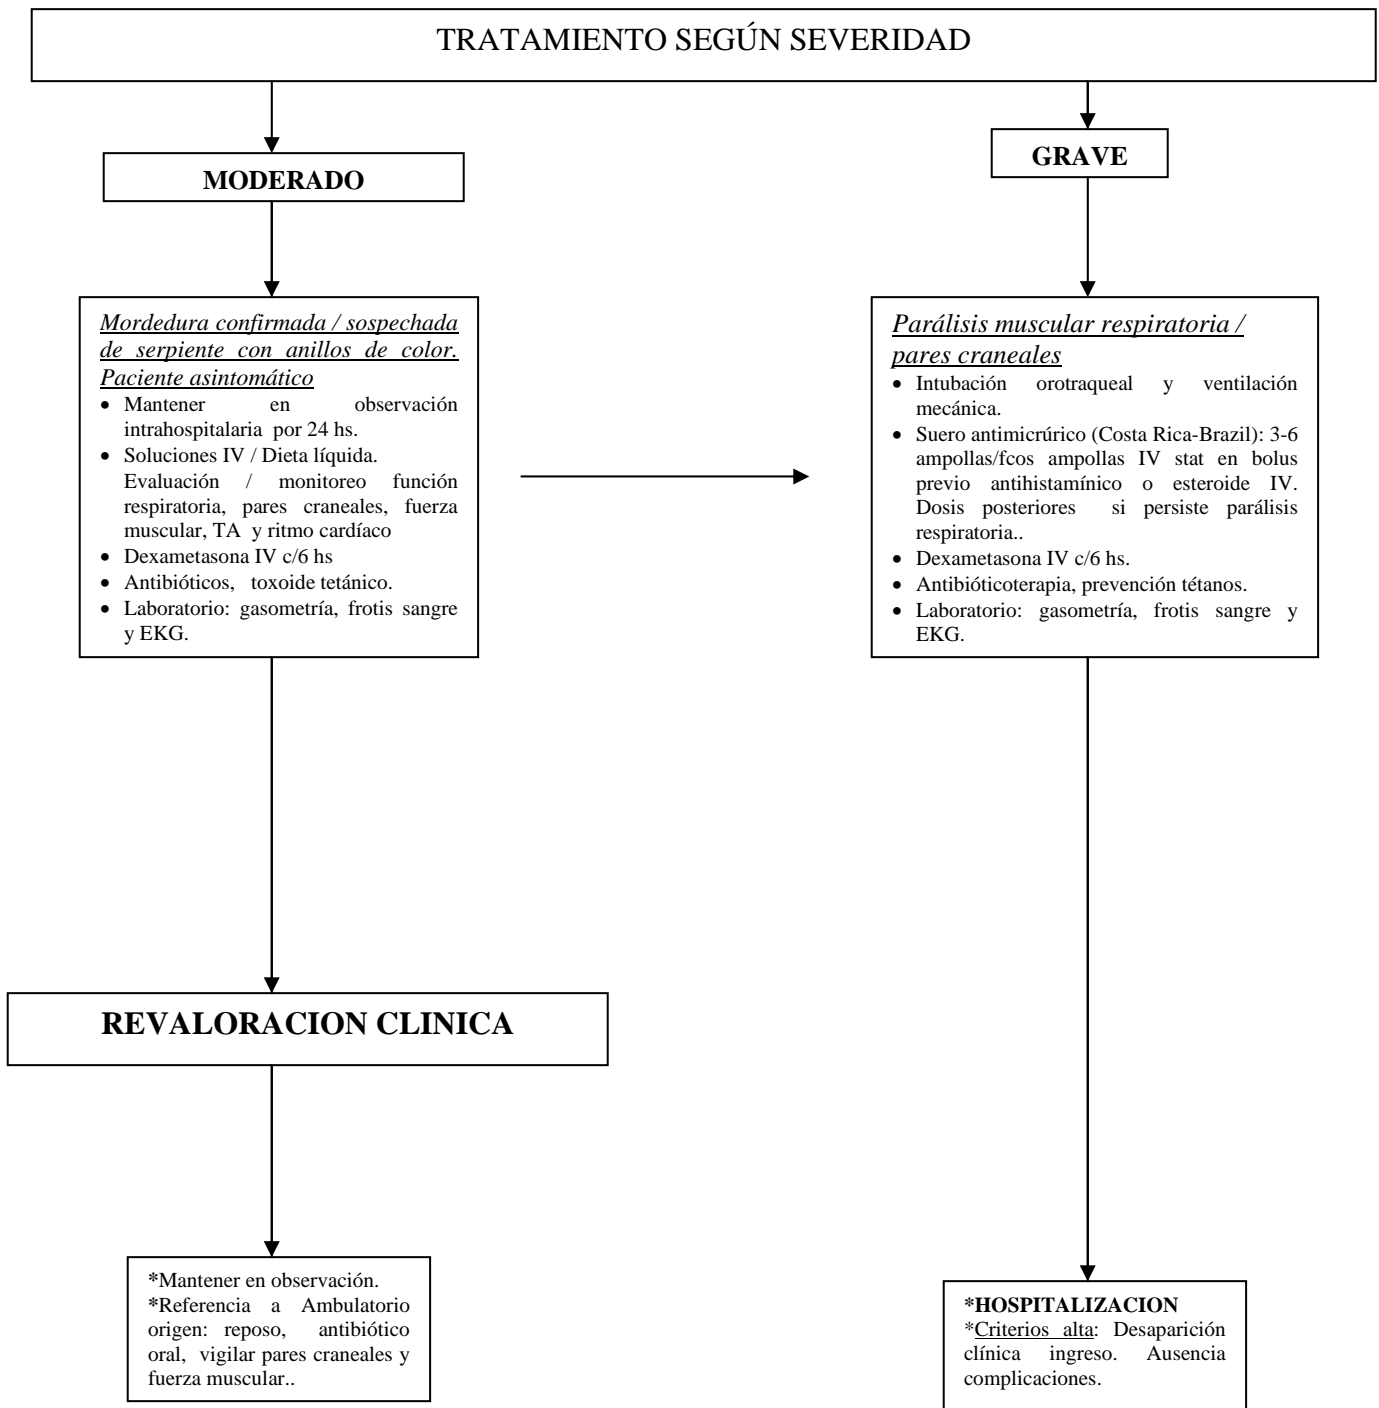 TRATAMIENTO SEGÚN SEVERIDAD
MODERADO
GRAVE
Mordedura confirmada / sospechada
de serpiente con anillos de color.
Paciente asintomático
• Mantener en observación
intrahospitalaria por 24 hs.
• Soluciones IV / Dieta líquida.
Evaluación / monitoreo función
respiratoria, pares craneales, fuerza
muscular, TA y ritmo cardíaco
• Dexametasona IV c/6 hs
• Antibióticos, toxoide tetánico.
• Laboratorio: gasometría, frotis sangre
y EKG.
Parálisis muscular respiratoria /
pares craneales
• Intubación orotraqueal y ventilación
mecánica.
• Suero antimicrúrico (Costa Rica-Brazil): 3-6
ampollas/fcos ampollas IV stat en bolus
previo antihistamínico o esteroide IV.
Dosis posteriores si persiste parálisis
respiratoria..
• Dexametasona IV c/6 hs.
• Antibióticoterapia, prevención tétanos.
• Laboratorio: gasometría, frotis sangre y
EKG.
REVALORACION CLINICA
*Mantener en observación.
*Referencia a Ambulatorio
origen: reposo, antibiótico
oral, vigilar pares craneales y
fuerza muscular..
*HOSPITALIZACION
*Criterios alta: Desaparición
clínica ingreso. Ausencia
complicaciones.